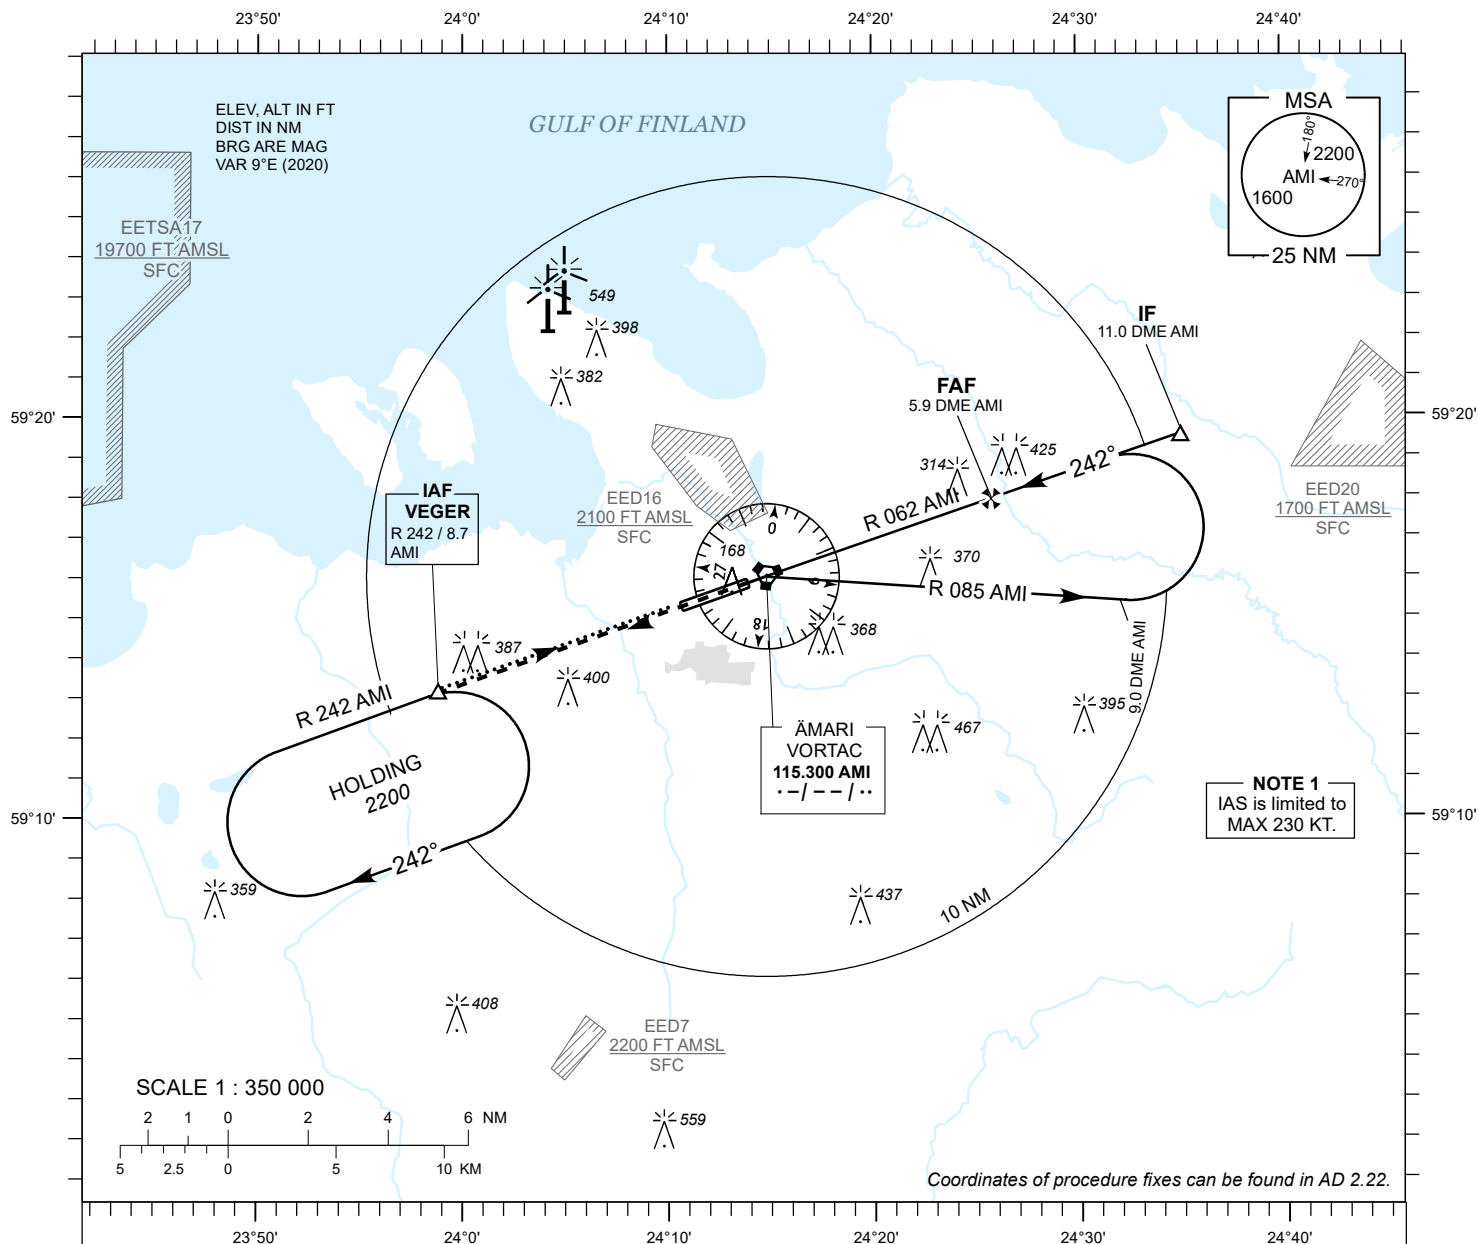 23°50'
24°0'
24°10'
24°20'
24°30'
24°40'
ELEV, ALT IN FT
DIST IN NM
BRG ARE MAG
VAR 9°E (2020)
GULF OF FINLAND
MSA
180°
2200
AMI
270°
1600
25 NM
EETSA17
19700 FT AMSL
SFC
549
398
382
IF
11.0 DME AMI
FAF
5.9 DME AMI
59°20'
59°20'
425
314
242°
R 062 AMI
IAF
VEGER
R 242 / 8.7
AMI
EED16
2100 FT AMSL
SFC
EED20
1700 FT AMSL
SFC
0
9
18
27
168
370
R 085 AMI
368
387
400
R 242 AMI
9.0 DME AMI
395
467
HOLDING
2200
ÄMARI
VORTAC
115.300 AMI
· –/ – – / ··
NOTE 1
IAS is limited to
MAX 230 KT.
59°10'
59°10'
242°
359
437
10 NM
408
EED7
2200 FT AMSL
SFC
559
SCALE 1 : 350 000
2 1 0 2 4 6 NM
5 2.5 0 5 10 KM
Coordinates of procedure fixes can be found in AD 2.22.
23°50'
24°0'
24°10'
24°20'
24°30'
24°40'